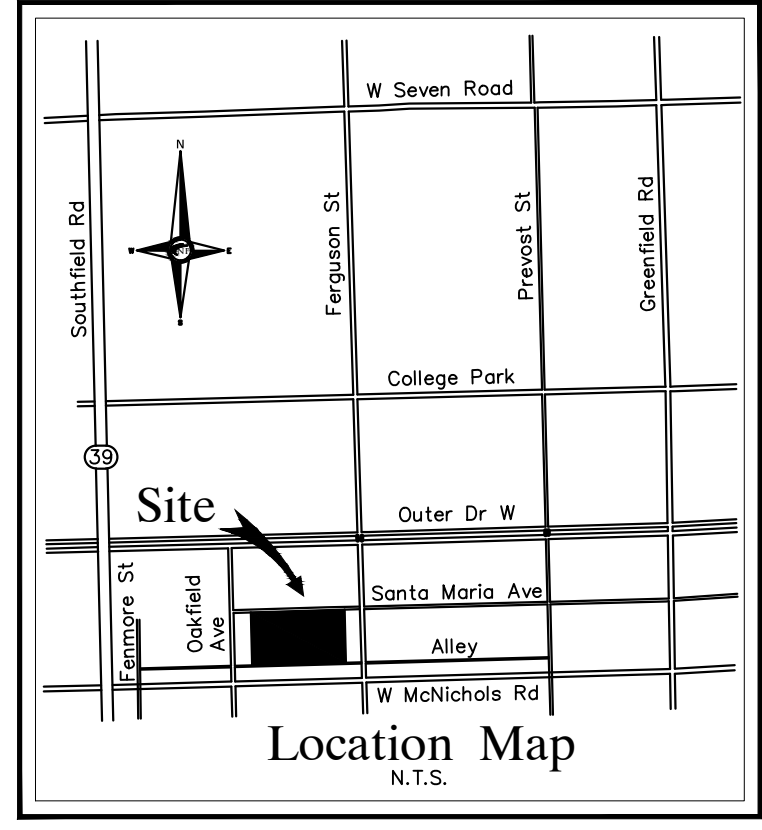 W Seven Road
N
Southfield Rd
Ferguson St
Prevost St
Greenfield Rd
W
E
S
College Park
39
Site
Outer Dr W
Fenmore St
Oakfield
Ave
Santa Maria Ave
Alley
W McNichols Rd
Location Map
N.T.S.